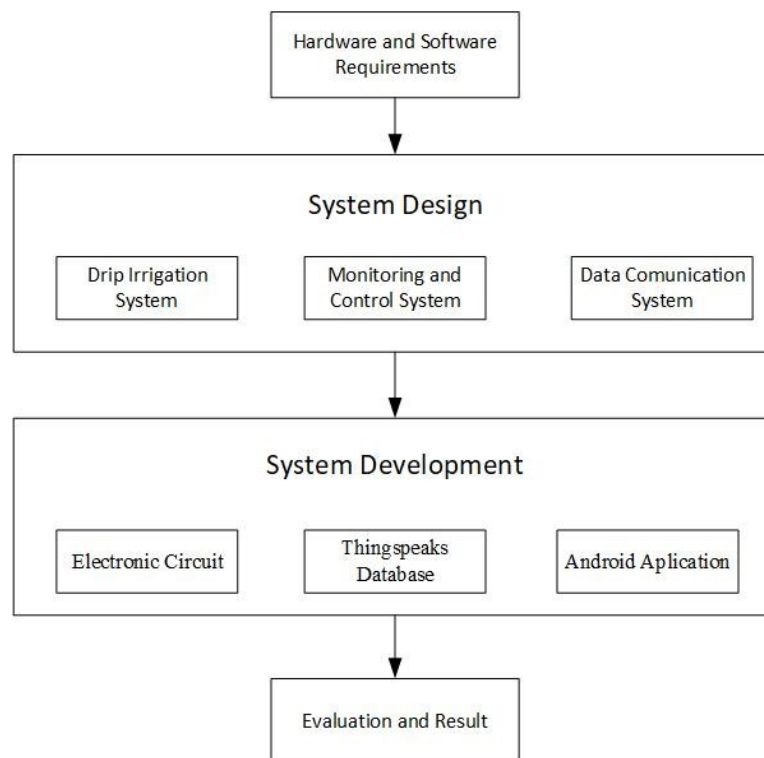 Hardware and Software
Requirements
System Design
Drip Irrigation
System
Monitoring and
Control System
Data Comunication
System
System Development
Electronic Circuit
Thingspeaks
Database
Android Aplication
Evaluation and Result